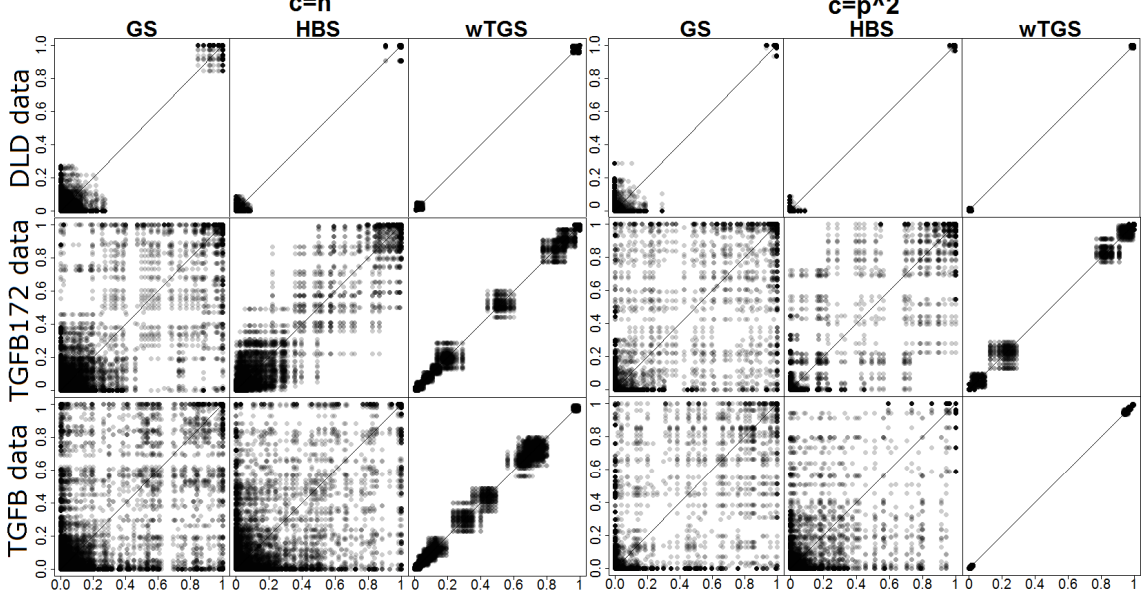 c=n c=p^2
GS HBS wTGS GS HBS wTGS
DLD data
1.0 0.8 0.6 0.4 0.2 0
1.0 0.8 0.6 0.4 0.2 0
TGFB172 data
1 0.8 0.6 0.4 0.2 0
1 0.8 0.6 0.4 0.2 0
TGFB data
1 0.8 0.6 0.4 0.2 0.0
1 0.8 0.6 0.4 0.2 0.0
0.0 0.2 0.4 0.6 0.8 1 0.0 0.2 0.4 0.6 0.8 1 0.0 0.2 0.4 0.6 0.8 1 0.0 0.2 0.4 0.6 0.8 1 0.0 0.2 0.4 0.6 0.8 1 0.0 0.2 0.4 0.6 0.8 1